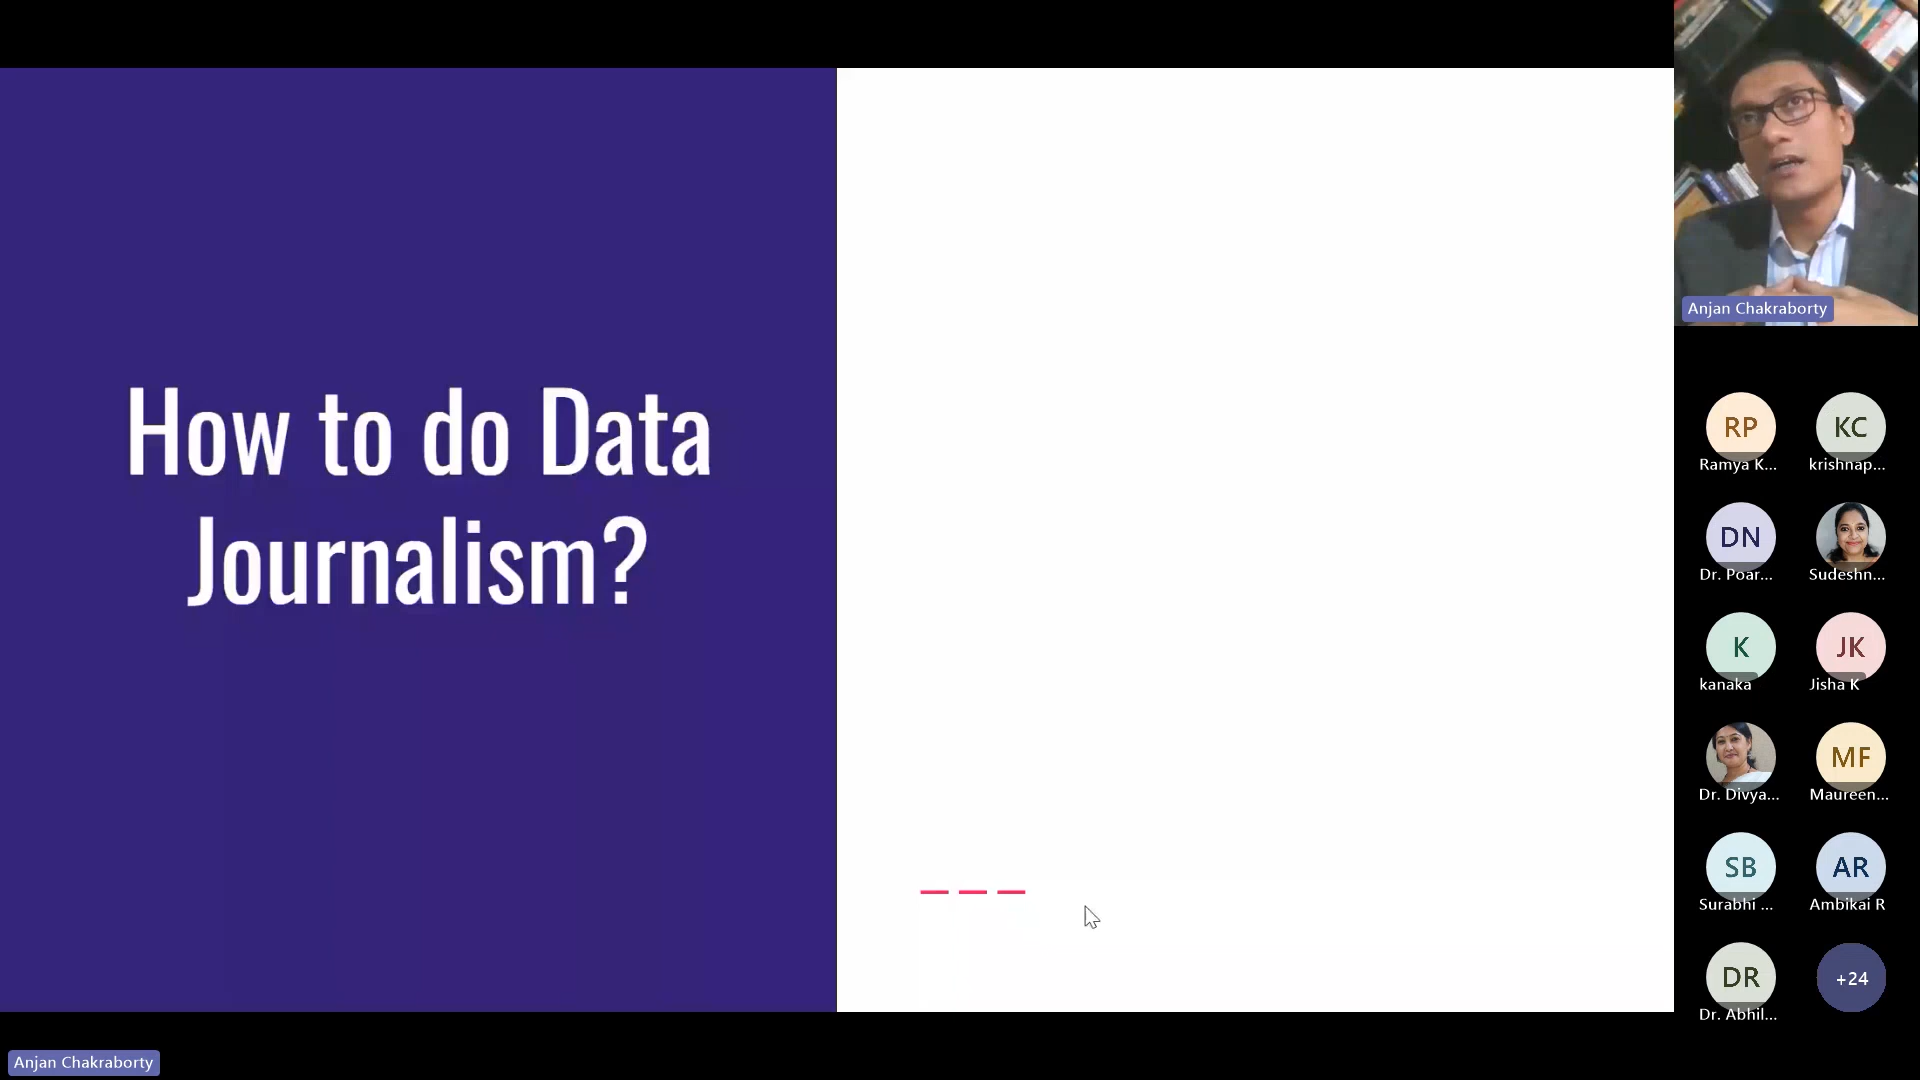 How to do Data
Journalism?
Anjan Chakraborty
RP
Ramya K...
KC
krishnap...
DN
Dr. Poar...
Sudeshn...
K
kanaka
JK
Jisha K
Dr. Divya...
MF
Maureen...
SB
Surabhi ...
AR
Ambikai R
DR
Dr. Abhil...
+24
Anjan Chakraborty